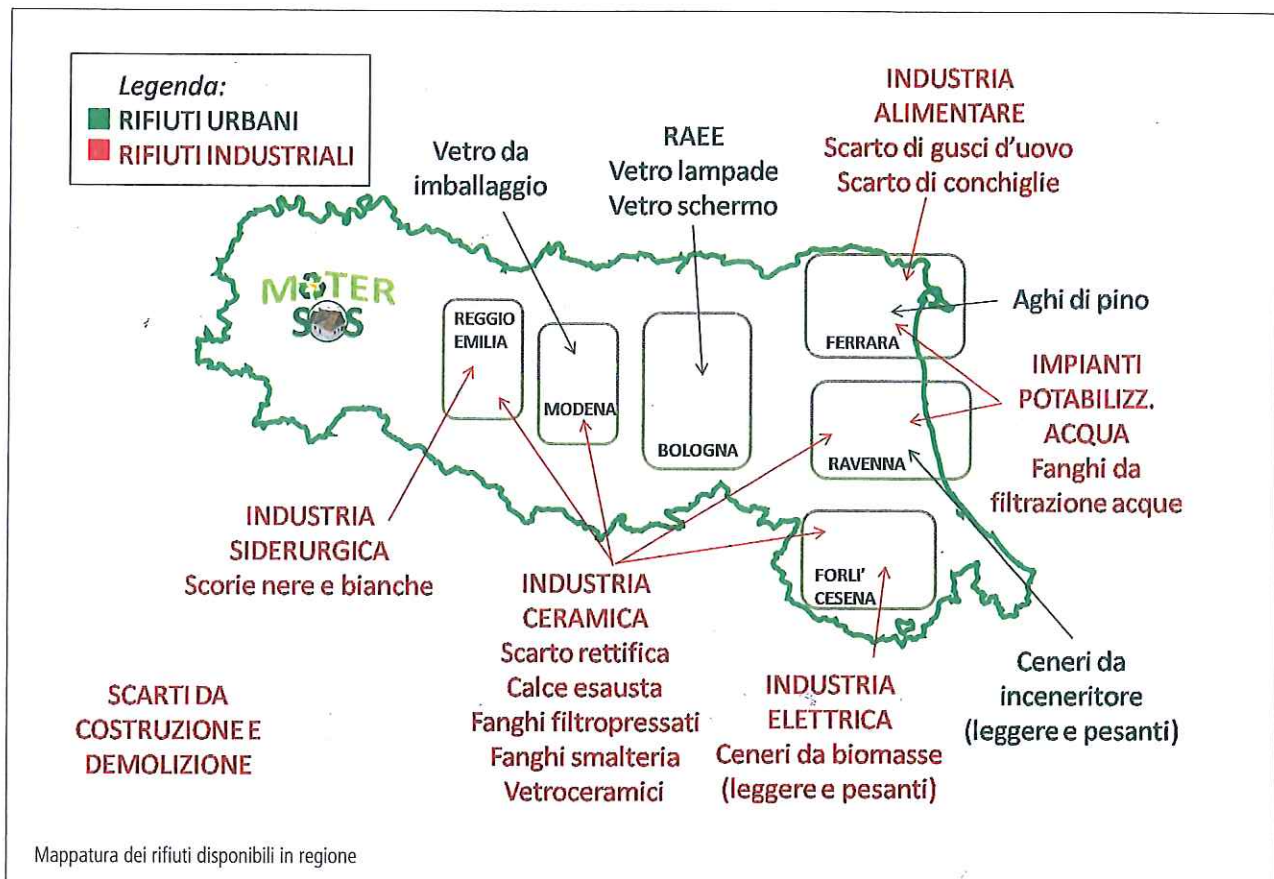 Legenda:
RIFIUTI URBANI
RIFIUTI INDUSTRIALI
Vetro da
imballaggio
RAEE
Vetro lampade
Vetro schermo
INDUSTRIA
ALIMENTARE
Scarto di gusci d'uovo
Scarto di conchiglie
MATER
SOS
REGGIO
EMILIA
MODENA
BOLOGNA
FERRARA
Aghi di pino
RAVENNA
IMPIANTI
POTABILIZZ.
ACQUA
Fanghi da
filtrazione acque
FORLI'
CESENA
INDUSTRIA
SIDERURGICA
Scorie nere e bianche
INDUSTRIA
CERAMICA
Scarto rettifica
Calce esausta
Fanghi filtropressati
Fanghi smalteria
Vetroceramici
INDUSTRIA
ELETTRICA
Ceneri da biomasse
(leggere e pesanti)
Ceneri da
inceneritore
(leggere e pesanti)
SCARTI DA
COSTRUZIONE E
DEMOLIZIONE
Mappatura dei rifiuti disponibili in regione